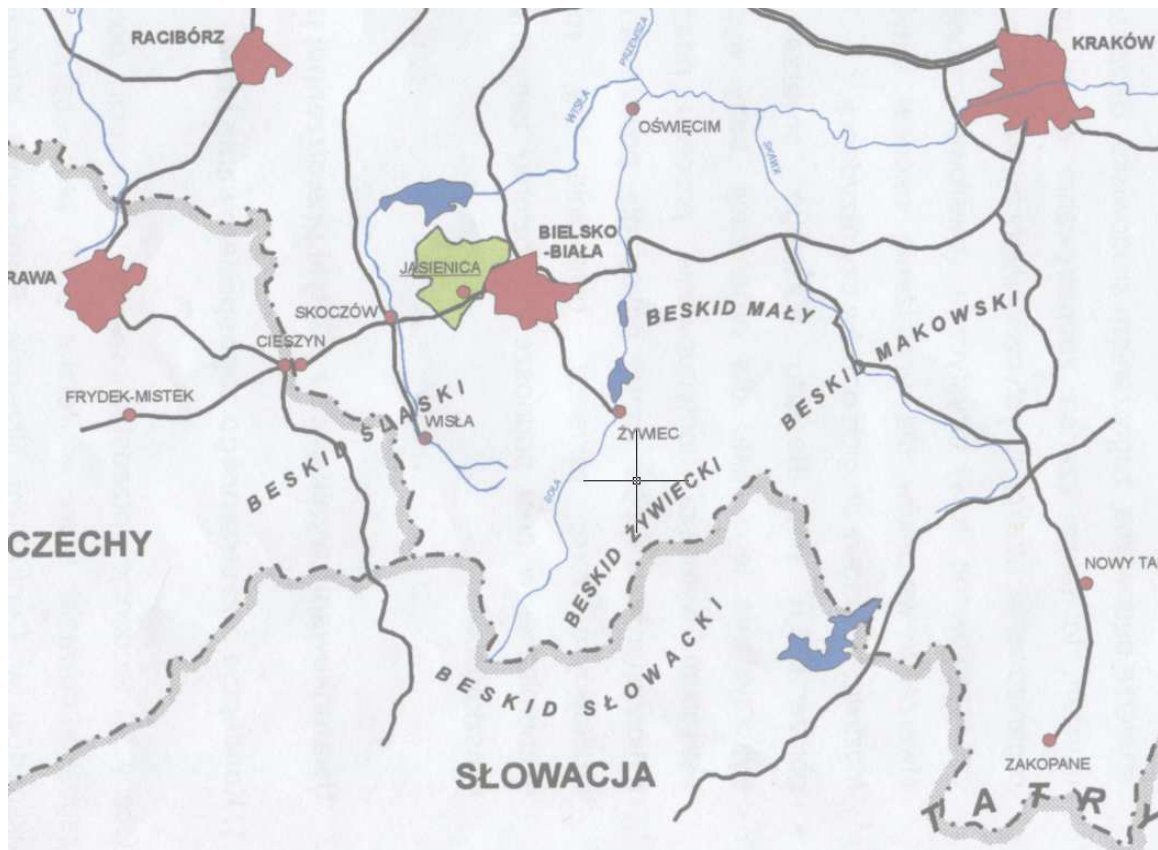 RACIBÓRZ
KRAKÓW
PRZEMSZA
WISŁA
OŚWIĘCIM
SKAWA
BIELSKO
-BIAŁA
JASIENICA
RAWA
SKOCZÓW
BESKID MAŁY
BESKID MAKOWSKI
CIESZYN
FRYDEK-MISTEK
BESKID ŚLĄSKI
WISŁA
ŻYWIEC
SOŁA
BESKID ŻYWIECKI
CZECHY
NOWY TA
BESKID SŁOWACKI
SŁOWACJA
ZAKOPANE
TATRY